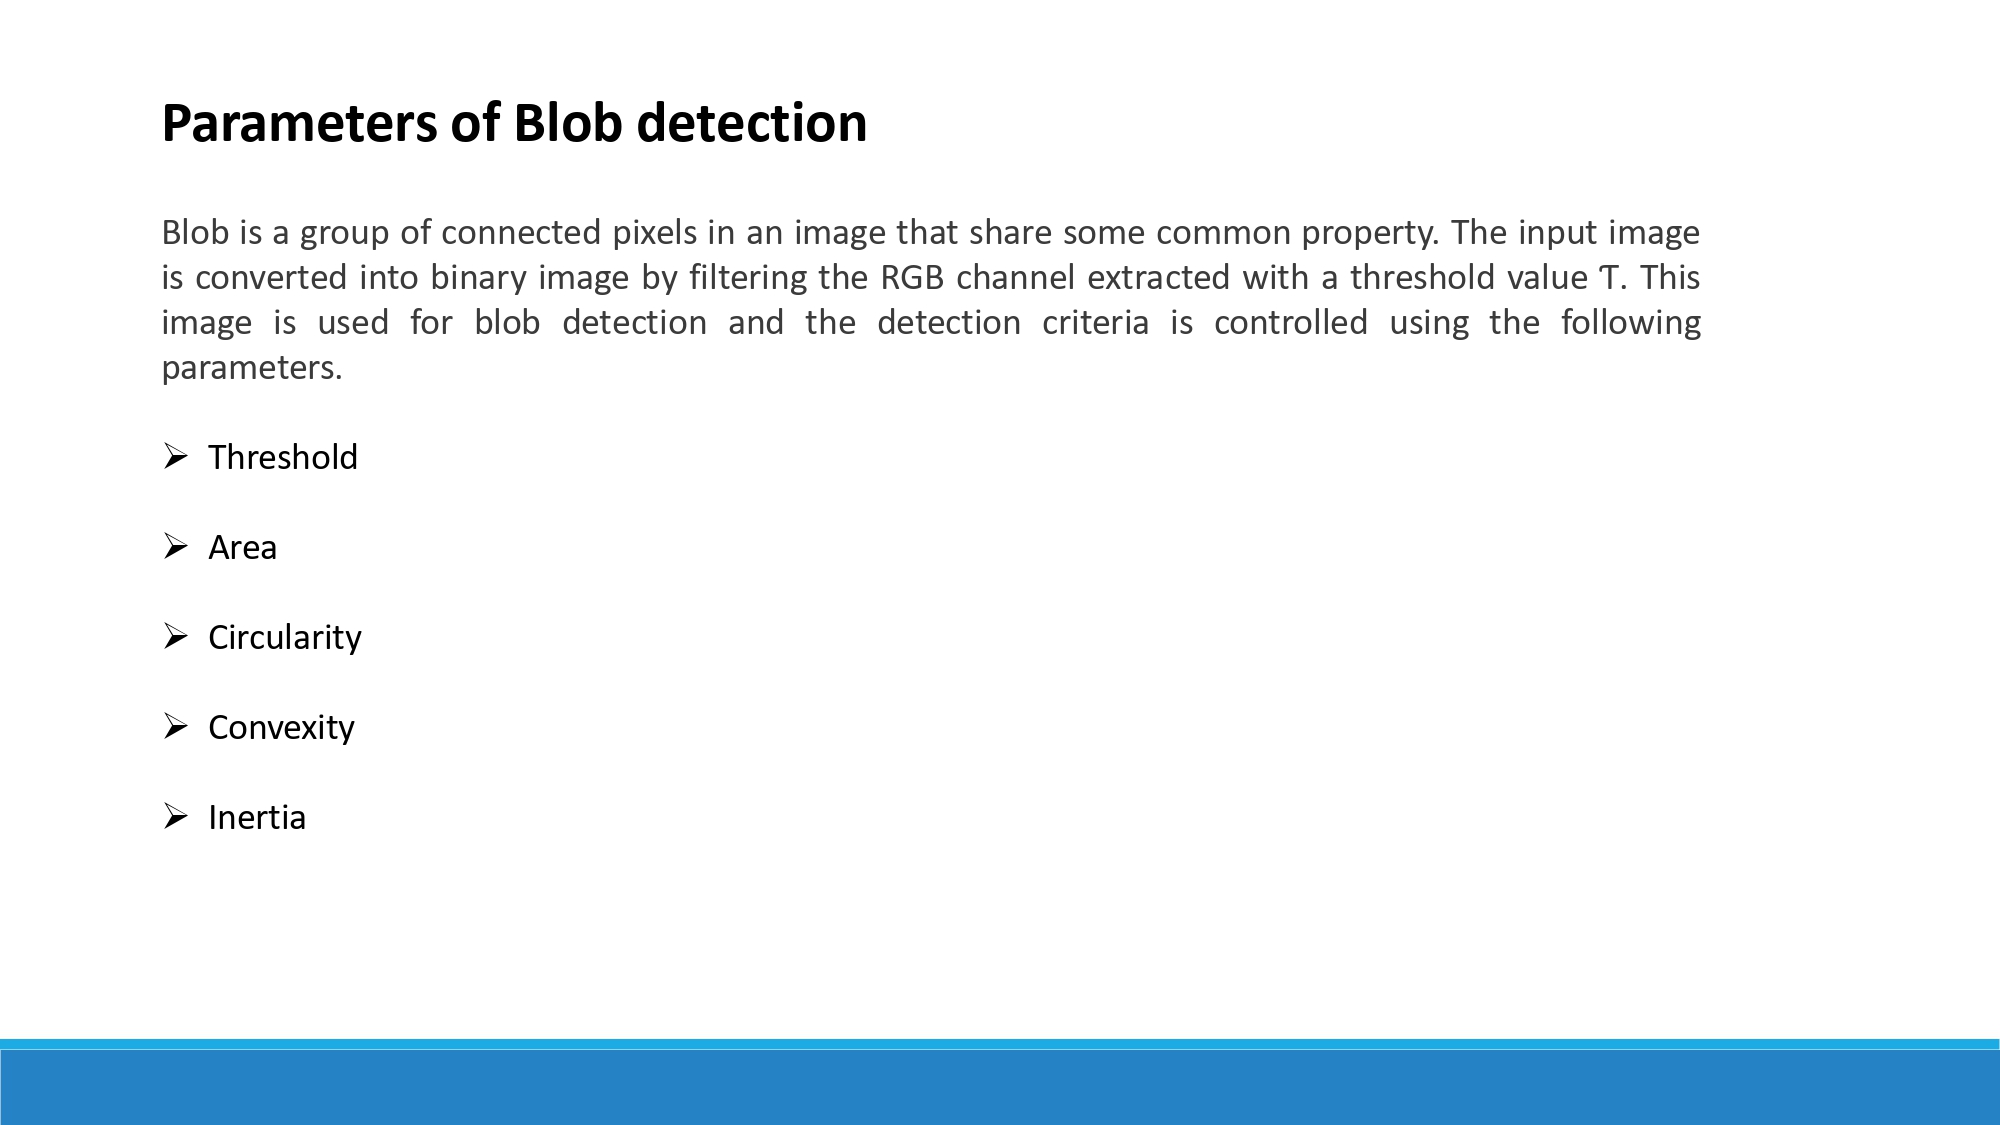 Parameters of Blob detection
Blob is a group of connected pixels in an image that share some common property. The input image
is converted into binary image by filtering the RGB channel extracted with a threshold value Ƭ. This
image is used for blob detection and the detection criteria is controlled using the following
parameters.
➢ Threshold
➢ Area
➢ Circularity
➢ Convexity
➢ Inertia